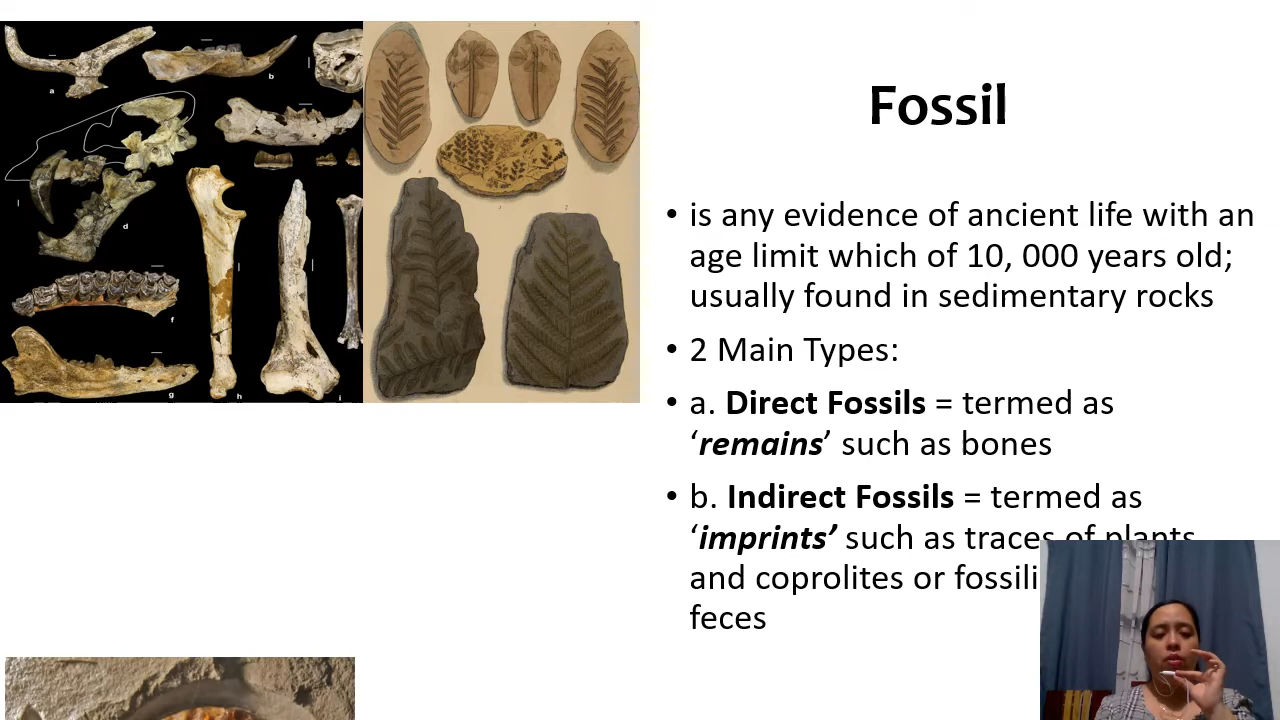 Fossil
• is any evidence of ancient life with an
age limit which of 10, 000 years old;
usually found in sedimentary rocks
• 2 Main Types:
• a. Direct Fossils = termed as
‘remains’ such as bones
• b. Indirect Fossils = termed as
‘imprints’ such as traces of plants
and coprolites or
feces
a
b
d
f
g
h
i